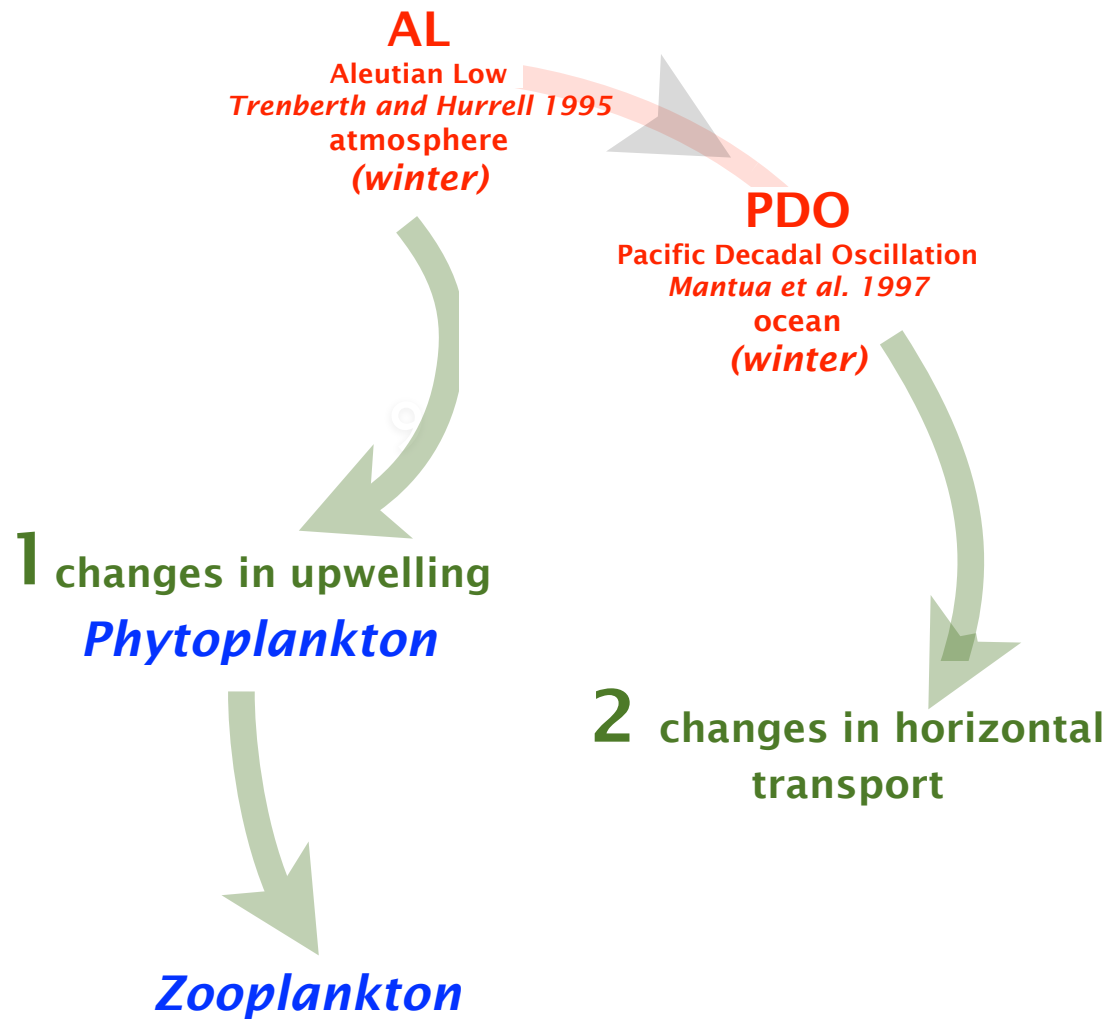 AL
Aleutian Low
Trenberth and Hurrell 1995
atmosphere
(winter)
PDO
Pacific Decadal Oscillation
Mantua et al. 1997
ocean
(winter)
9
1 changes in upwelling
Phytoplankton
2 changes in horizontal
transport
Zooplankton